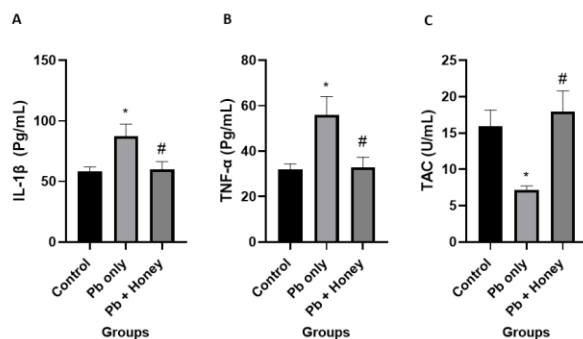 A
IL-1β (Pg/mL)
150
100
50
0
*
#
Control
Pb only
Pb + Honey
Groups
B
TNF-α (Pg/mL)
80
60
40
20
0
*
#
Control
Pb only
Pb + Honey
Groups
C
TAC (U/mL)
25
20
15
10
5
0
*
#
Control
Pb only
Pb + Honey
Groups